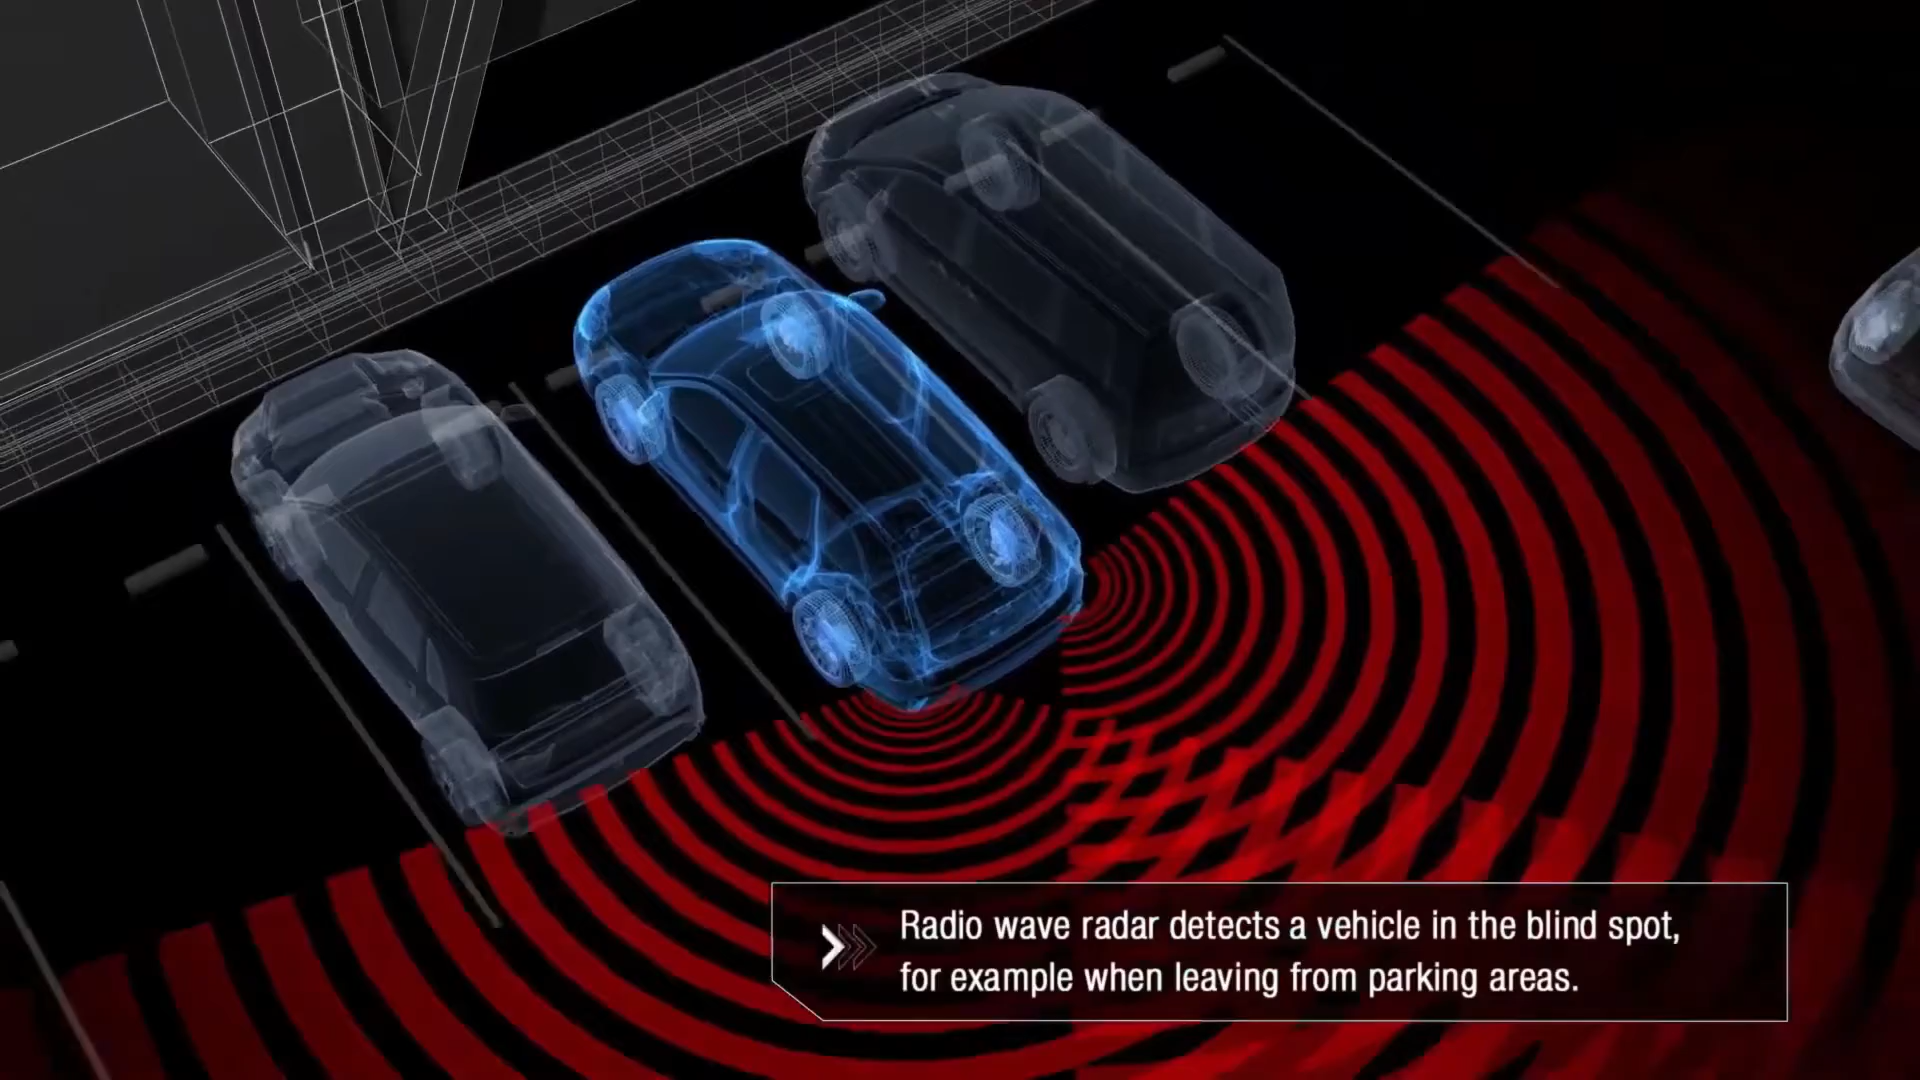 Radio wave radar detects a vehicle in the blind spot,
for example when leaving from parking areas.